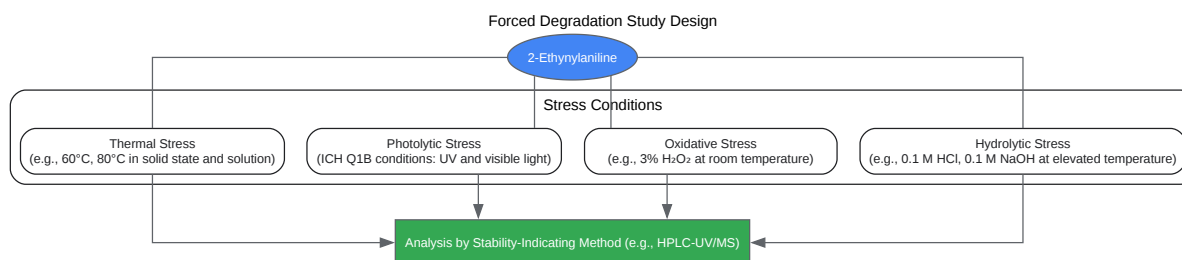 Forced Degradation Study Design
2-Ethynylaniline
Stress Conditions
Thermal Stress
(e.g., 60°C, 80°C in solid state and solution)
Photolytic Stress
(ICH Q1B conditions: UV and visible light)
Oxidative Stress
(e.g., 3% H₂O₂ at room temperature)
Hydrolytic Stress
(e.g., 0.1 M HCl, 0.1 M NaOH at elevated temperature)
Analysis by Stability-Indicating Method (e.g., HPLC-UV/MS)